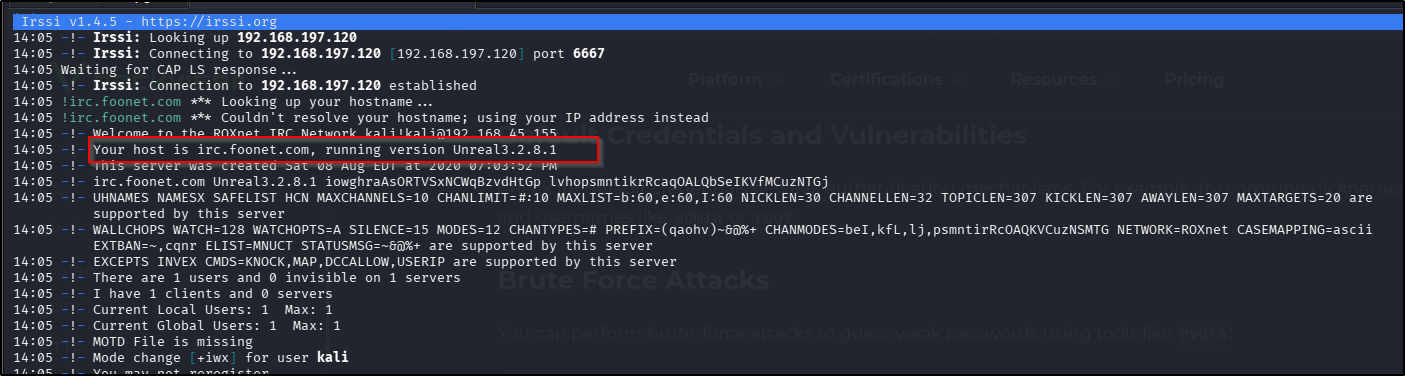 Irssi v1.4.5 - https://irssi.org
14:05 -!- Irssi: Looking up 192.168.197.120
14:05 -!- Irssi: Connecting to 192.168.197.120 [192.168.197.120] port 6667
14:05 Waiting for CAP LS response...
Platform Certifications Resources Pricing
14:05 -!- Irssi: Connection to 192.168.197.120 established
14:05 !irc.foonet.com *** Looking up your hostname...
14:05 !irc.foonet.com *** Couldn't resolve your hostname; using your IP address instead
14:05 -!- Welcome to the ROXnet IRC Network kali!kali@192.168.45.155
Credentials and Vulnerabilities
14:05 -!- Your host is irc.foonet.com, running version Unreal3.2.8.1
14:05 -!- This server was created Sat 08 Aug EDT at 2020 07:03:52 PM
14:05 -!- irc.foonet.com Unreal3.2.8.1 iowghraAsORTVSxNCWqBzvdHtGp lvhopsmntikrRcaqOALQbSeIKVfMCuzNTGj
14:05 -!- UHNAMES NAMESX SAFELIST HCN MAXCHANNELS=10 CHANLIMIT=#:10 MAXLIST=b:60,e:60,I:60 NICKLEN=30 CHANNELLEN=32 TOPICLEN=307 KICKLEN=307 AWAYLEN=307 MAXTARGETS=20 are
supported by this server
and usernames like admin or root.
14:05 -!- WALLCHOPS WATCH=128 WATCHOPTS=A SILENCE=15 MODES=12 CHANTYPES=# PREFIX=(qaohv)~&@%+ CHANMODES=beI,kfL,lj,psmntirRcOAQKVCuzNSMTG NETWORK=ROXnet CASEMAPPING=ascii
EXTBAN=~,cqnr ELIST=MNUCT STATUSMSG=~&@%+ are supported by this server
14:05 -!- EXCEPTS INVEX CMDS=KNOCK,MAP,DCCALLOW,USERIP are supported by this server
14:05 -!- There are 1 users and 0 invisible on 1 servers
Brute Force Attacks
14:05 -!- I have 1 clients and 0 servers
14:05 -!- Current Local Users: 1 Max: 1
14:05 -!- Current Global Users: 1 Max: 1
You can perform brute-force attacks to guess weak passwords using tools like hydra:
14:05 -!- MOTD File is missing
14:05 -!- Mode change [+iwx] for user kali
14:05 -!- You may not reregister